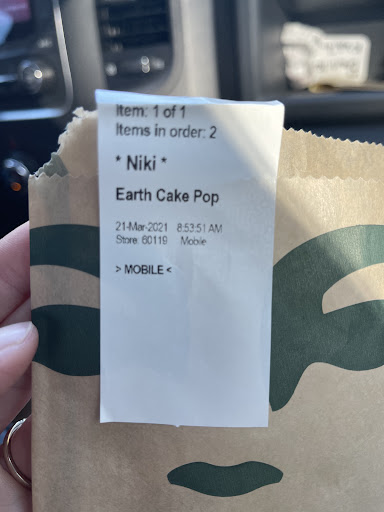 Item: 1 of 1
Items in order: 2
* Niki *
Earth Cake Pop
21-Mar-2021 8:53:51 AM
Store: 60119 Mobile
> MOBILE <